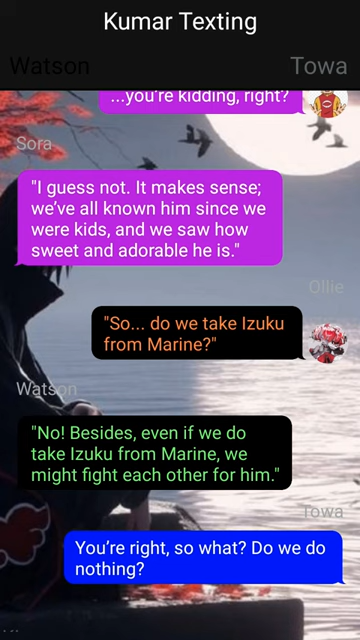 Kumar Texting
Watson
Towa
...you're kidding, right?
Sora
"I guess not. It makes sense;
we've all known him since we
were kids, and we saw how
sweet and adorable he is."
Ollie
"So... do we take Izuku
from Marine?"
Watson
"No! Besides, even if we do
take Izuku from Marine, we
might fight each other for him."
Towa
You're right, so what? Do we do
nothing?